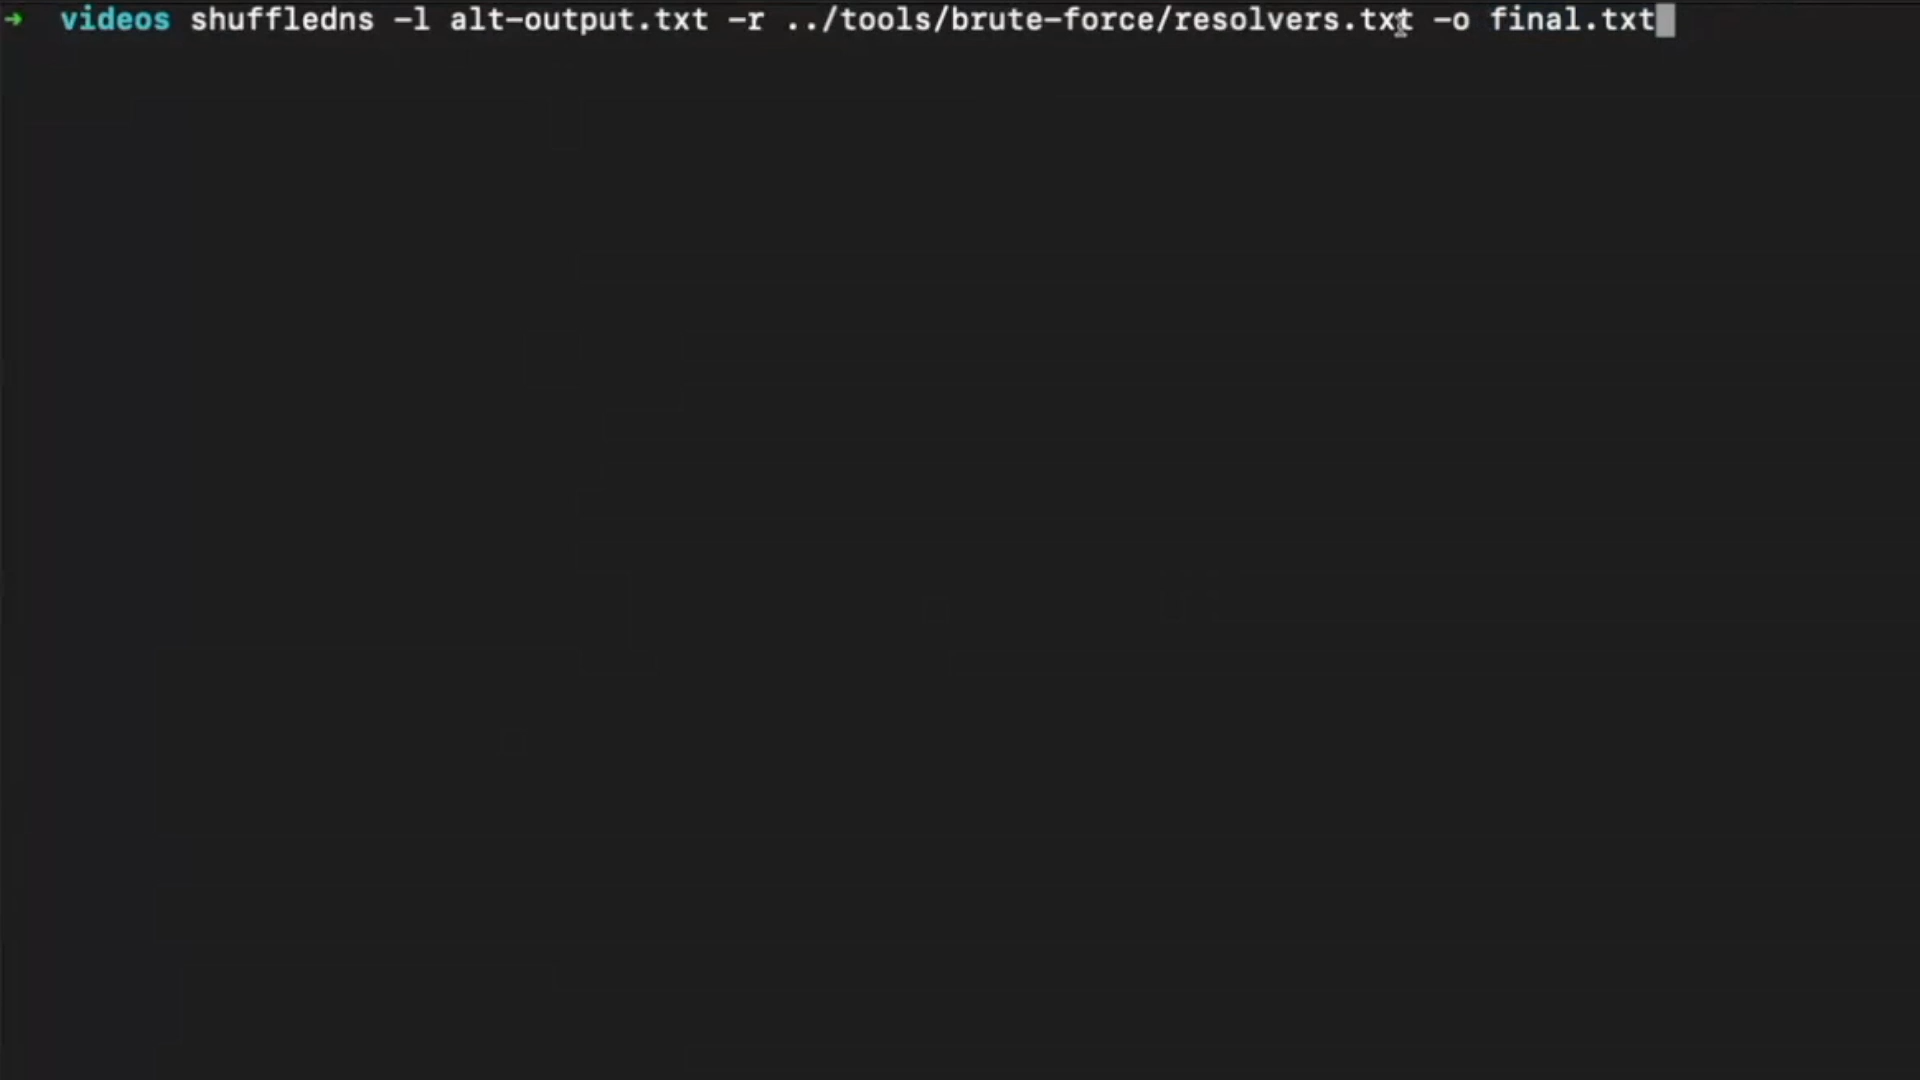 ➜ videos shuffledns -l alt-output.txt -r ../tools/brute-force/resolvers.txt -o final.txt